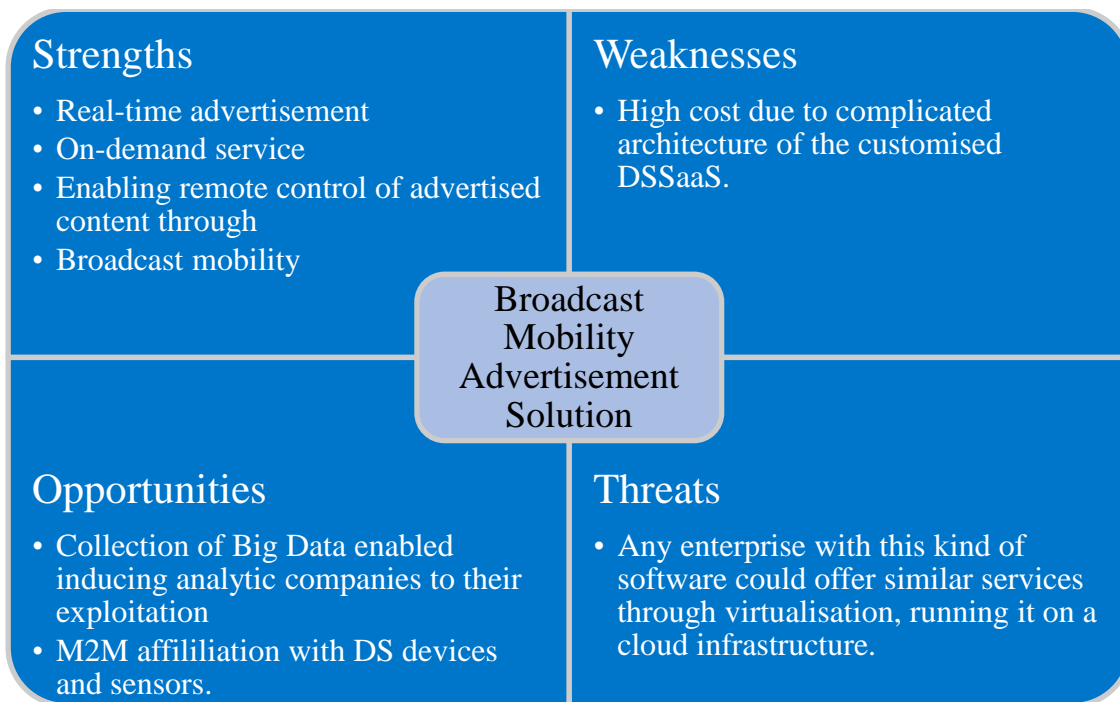 Strengths
• Real-time advertisement
• On-demand service
• Enabling remote control of advertised
content through
• Broadcast mobility
Weaknesses
• High cost due to complicated
architecture of the customised
DSSaaS.
Broadcast
Mobility
Advertisement
Solution
Opportunities
• Collection of Big Data enabled
inducing analytic companies to their
exploitation
• M2M affililiation with DS devices
and sensors.
Threats
• Any enterprise with this kind of
software could offer similar services
through virtualisation, running it on a
cloud infrastructure.